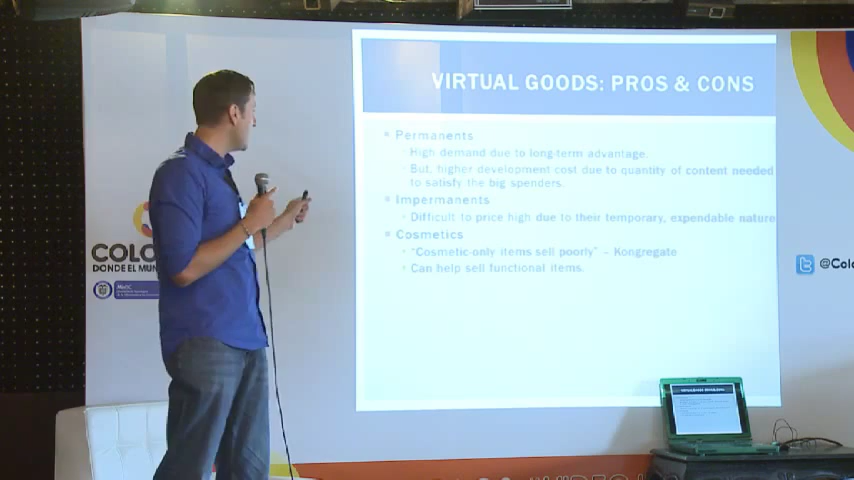 VIRTUAL GOODS: PROS & CONS
Permanents
High demand due to long-term advantage.
But, higher development cost due to quantity of content needed
to satisfy the big spenders.
Impermanents
Difficult to price high due to their temporary, expendable nature
Cosmetics
"Cosmetic-only items sell poorly" – Kongregate
Can help sell functional items.
COLO
DONDE EL MUN
MinTIC
@Colo